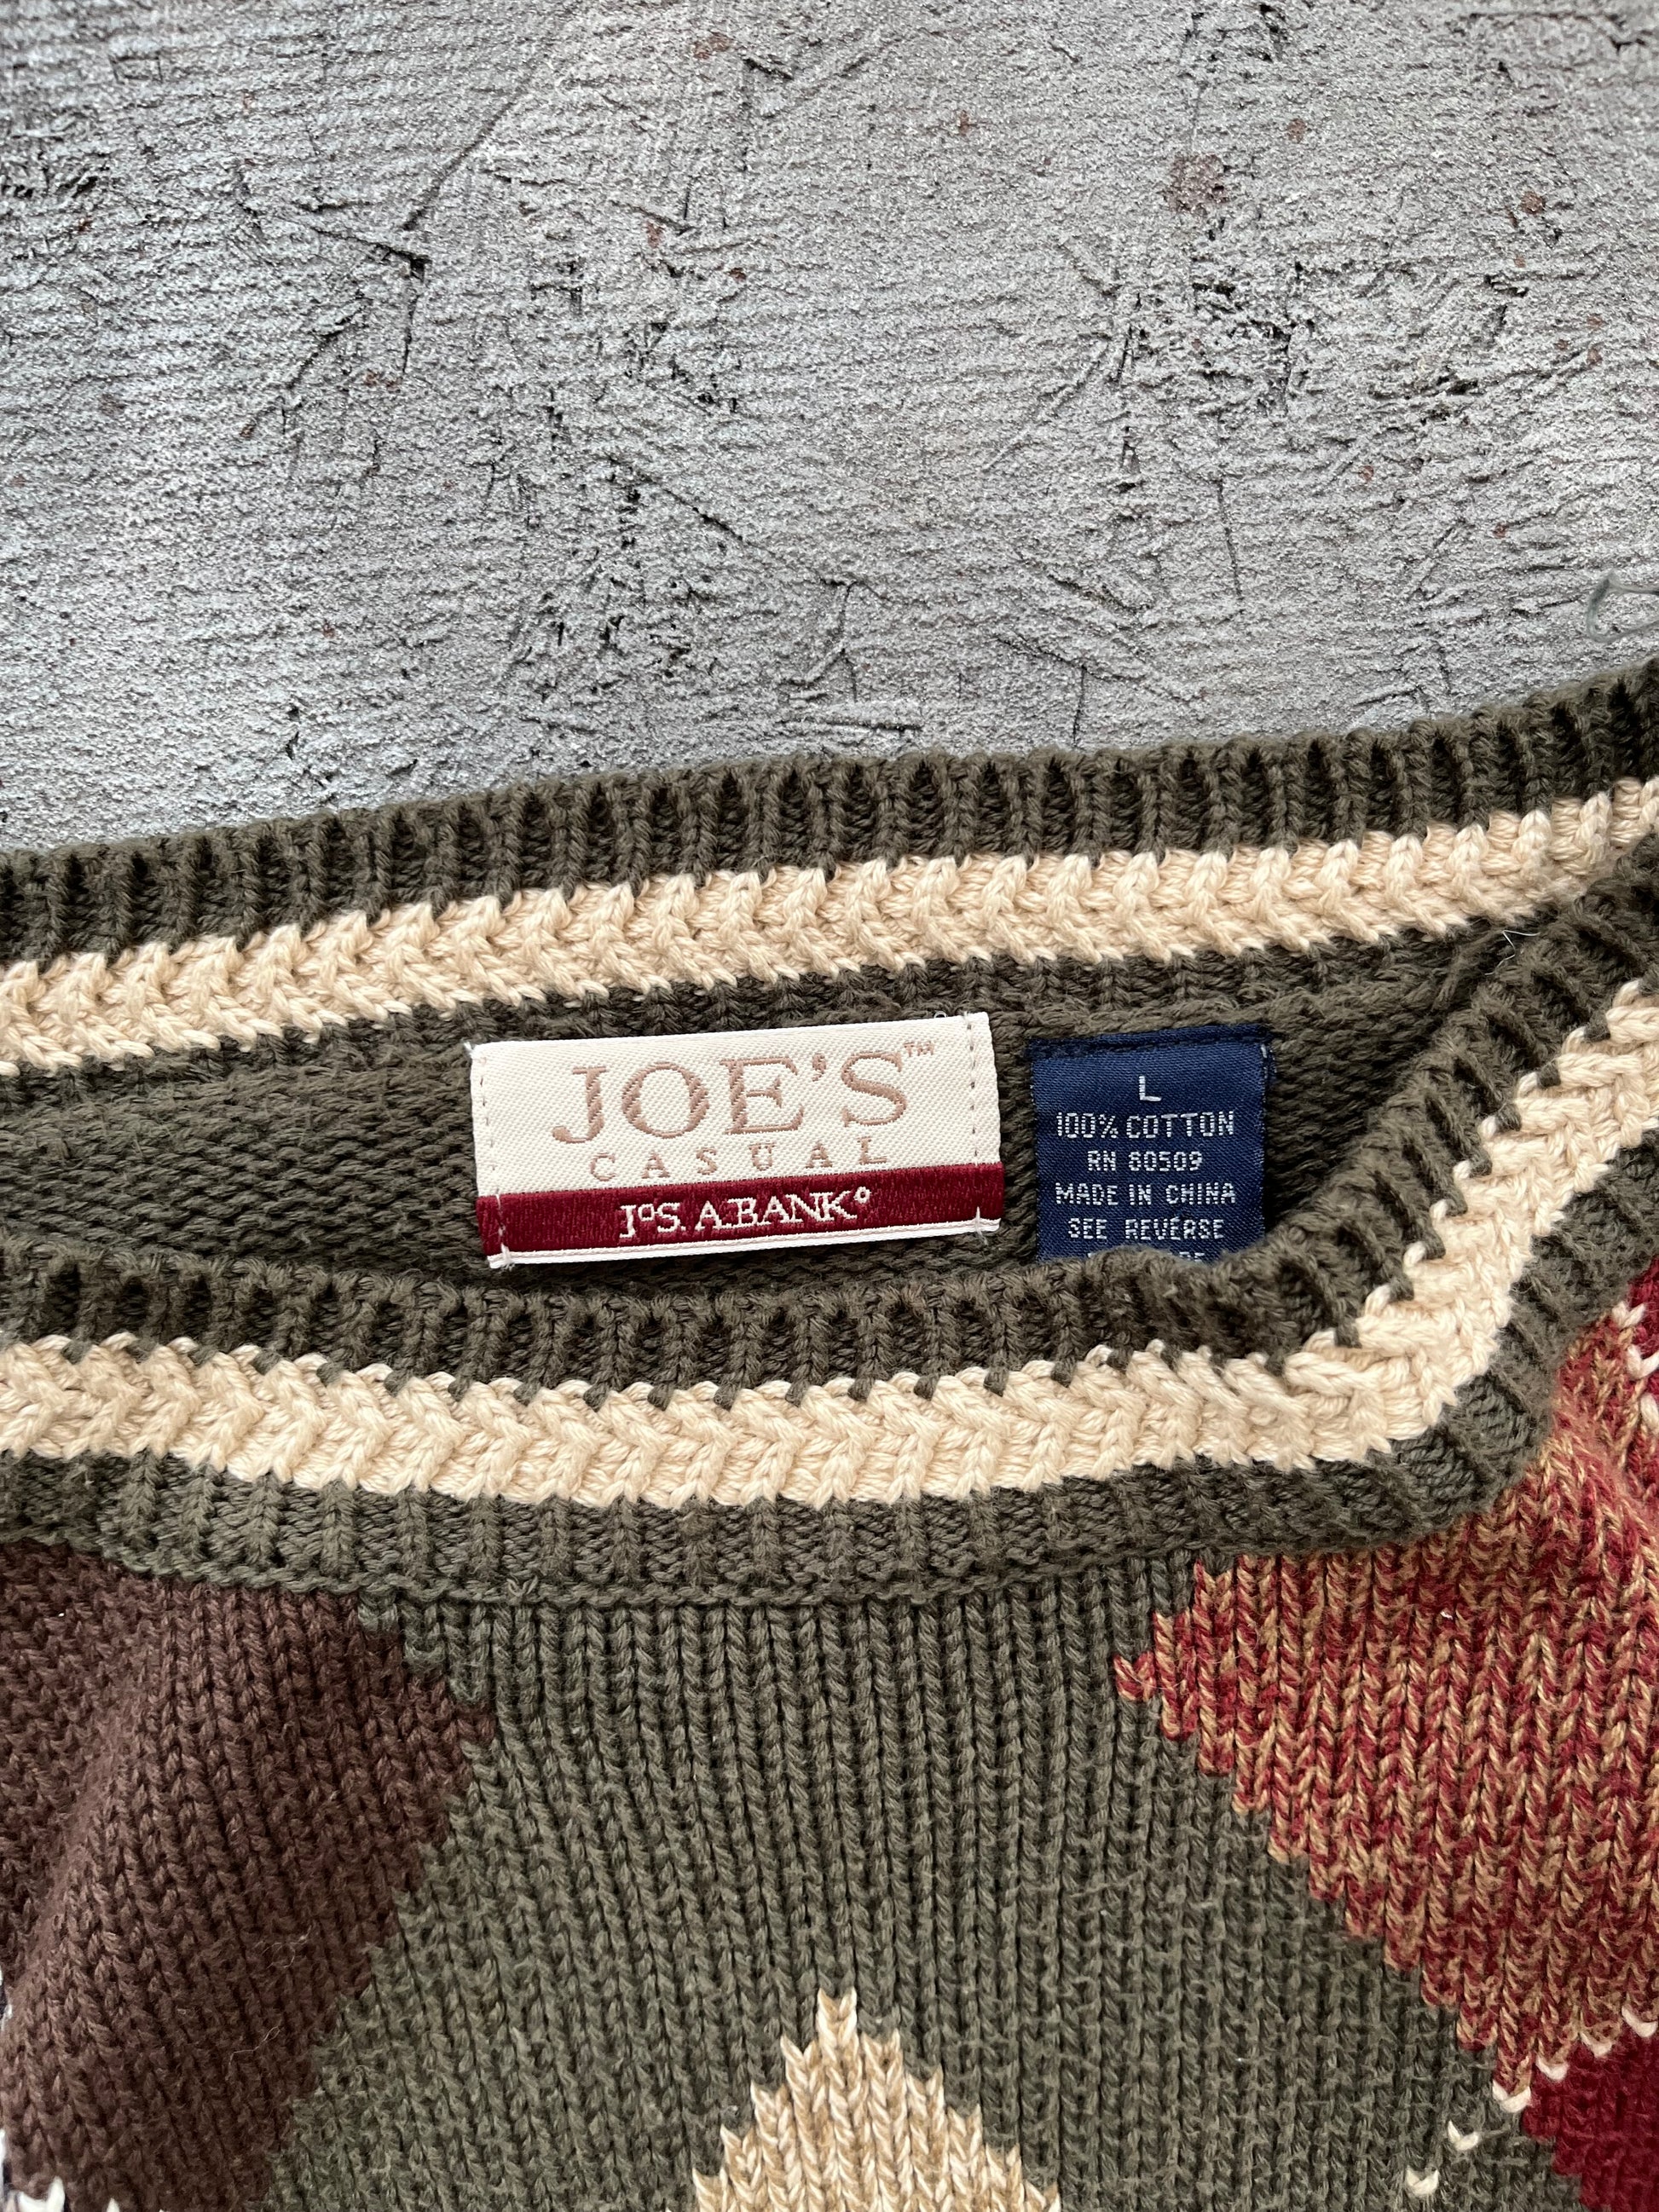 JOE'S™
CASUAL
JOS. A. BANK®
L
100% COTTON
RN 80509
MADE IN CHINA
SEE REVERSE